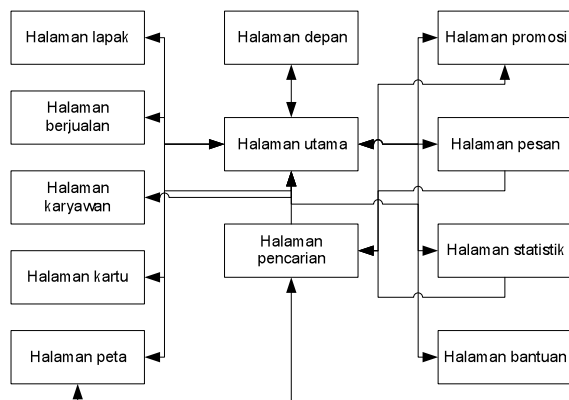 Halaman lapak
Halaman depan
Halaman promosi
Halaman
berjualan
Halaman utama
Halaman pesan
Halaman
karyawan
Halaman
pencarian
Halaman statistik
Halaman kartu
Halaman peta
Halaman bantuan